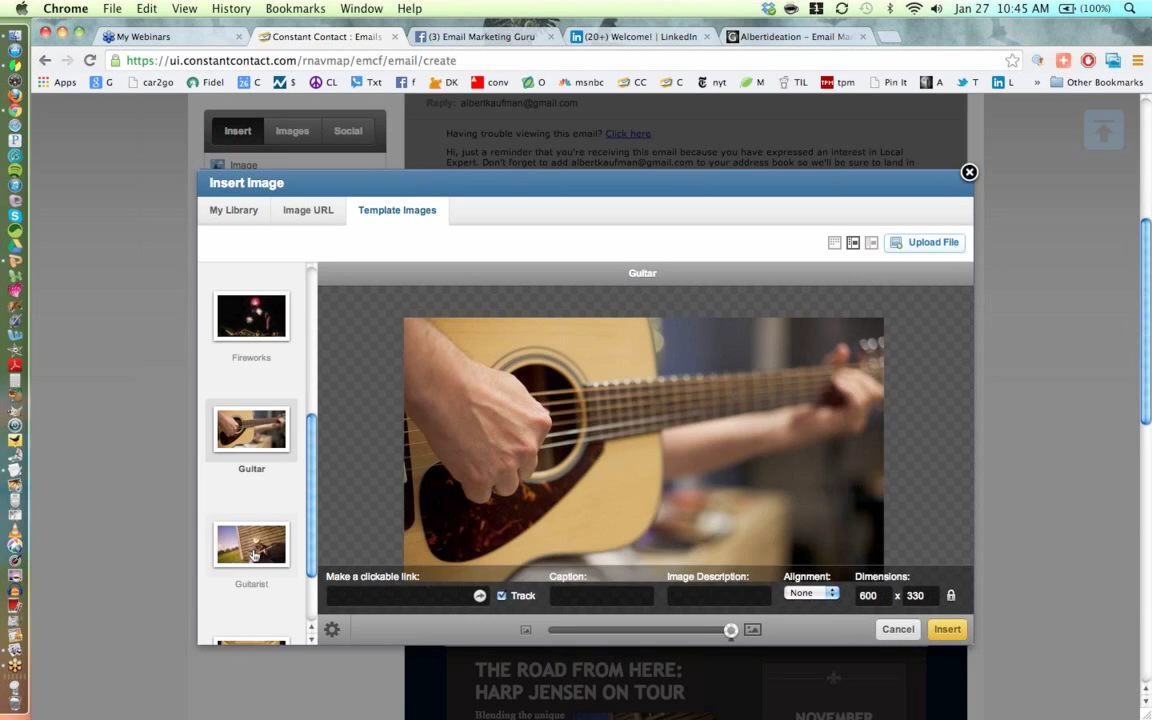 Chrome File Edit View History Bookmarks Window Help Jan 27 10:45 AM (100%)
My Webinars
Constant Contact : Emails
(3) Email Marketing Guru
(20+) Welcome! | LinkedIn
Albertideation – Email Ma
https://ui.constantcontact.com/rnavmap/emcf/email/create
Apps G car2go Fidel C S CL Txt f DK conv O msnbc CC C nyt M TIL tpm Pin It A T L » Other Bookmarks
Reply: albertkaufman@gmail.com
Insert Images Social
Having trouble viewing this email? Click here
Hi, just a reminder that you're receiving this email because you have expressed an interest in Local
Expert. Don't forget to add albertkaufman@gmail.com to your address book so we'll be sure to land in
Image
Insert Image
My Library Image URL Template Images
Upload File
Guitar
Fireworks
Guitar
Guitarist
Make a clickable link: Caption: Image Description: Alignment: Dimensions:
Track None 600 x 330
Cancel Insert
THE ROAD FROM HERE:
HARP JENSEN ON TOUR
Blending the unique
NOVEMBER